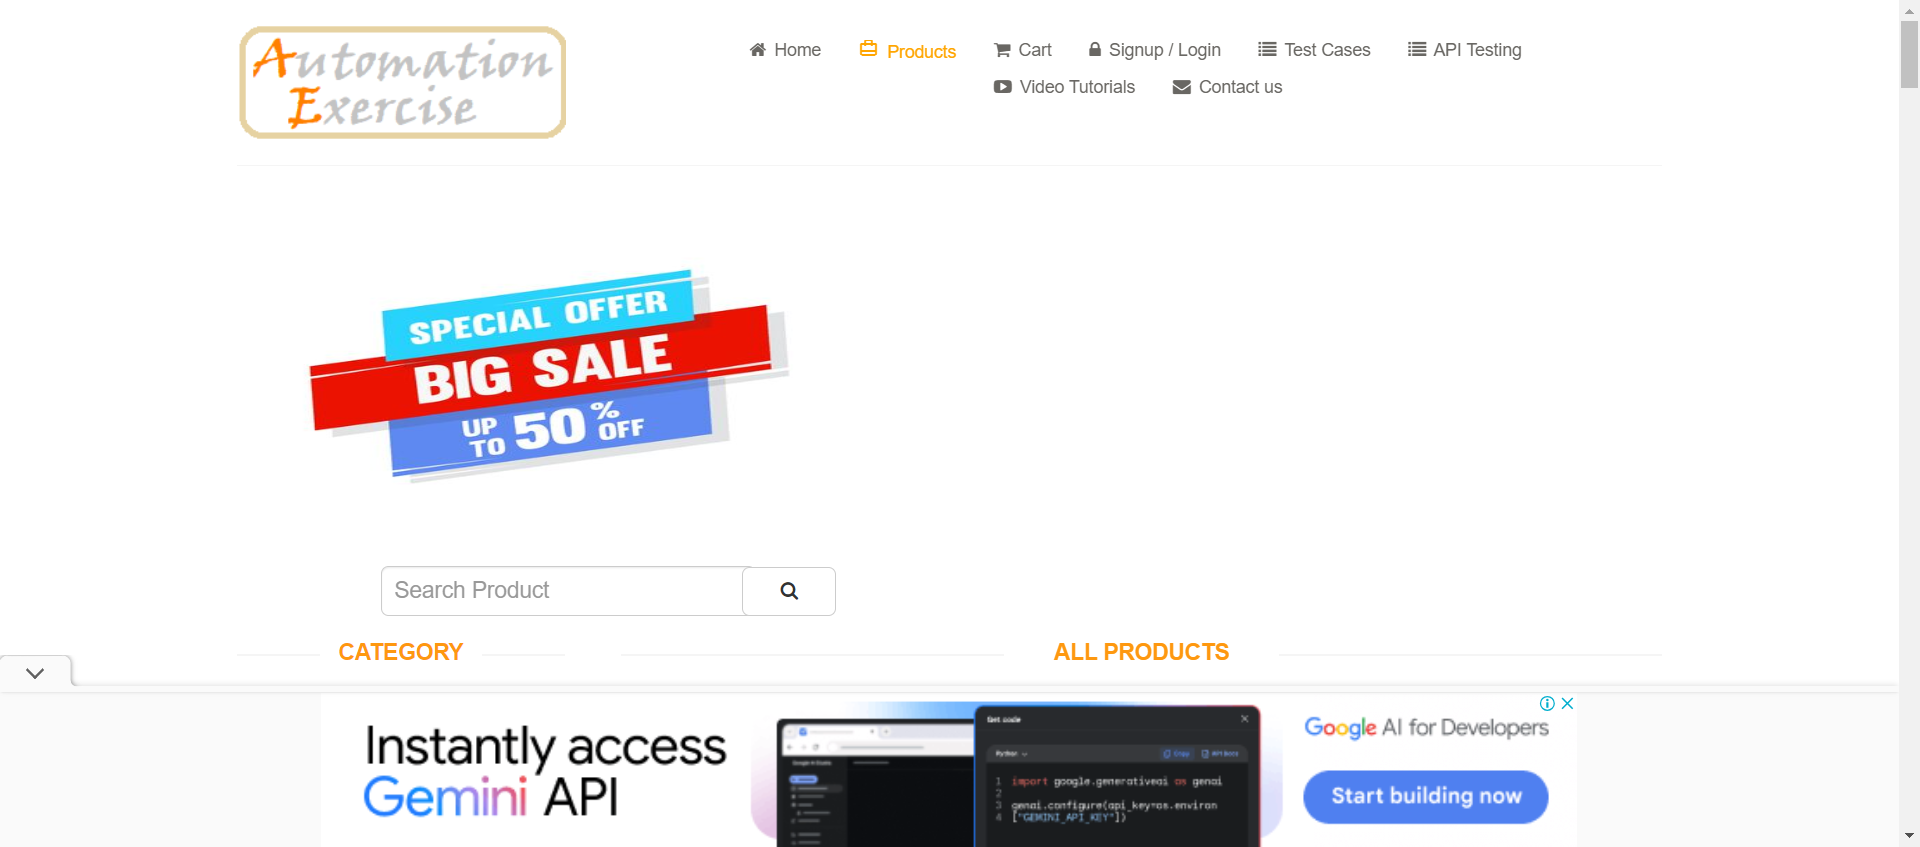 Automation
Exercise
Home
Products
Cart
Signup / Login
Test Cases
API Testing
Video Tutorials
Contact us
SPECIAL OFFER
BIG SALE
UP TO 50% OFF
Search Product
CATEGORY
ALL PRODUCTS
Instantly access
Gemini API
Get code
Python
Copy
API Docs
1 import google.generativeai as genai
2
3 genai.configure(api_key=os.environ
4 ["GEMINI_API_KEY"])
Google AI for Developers
Start building now